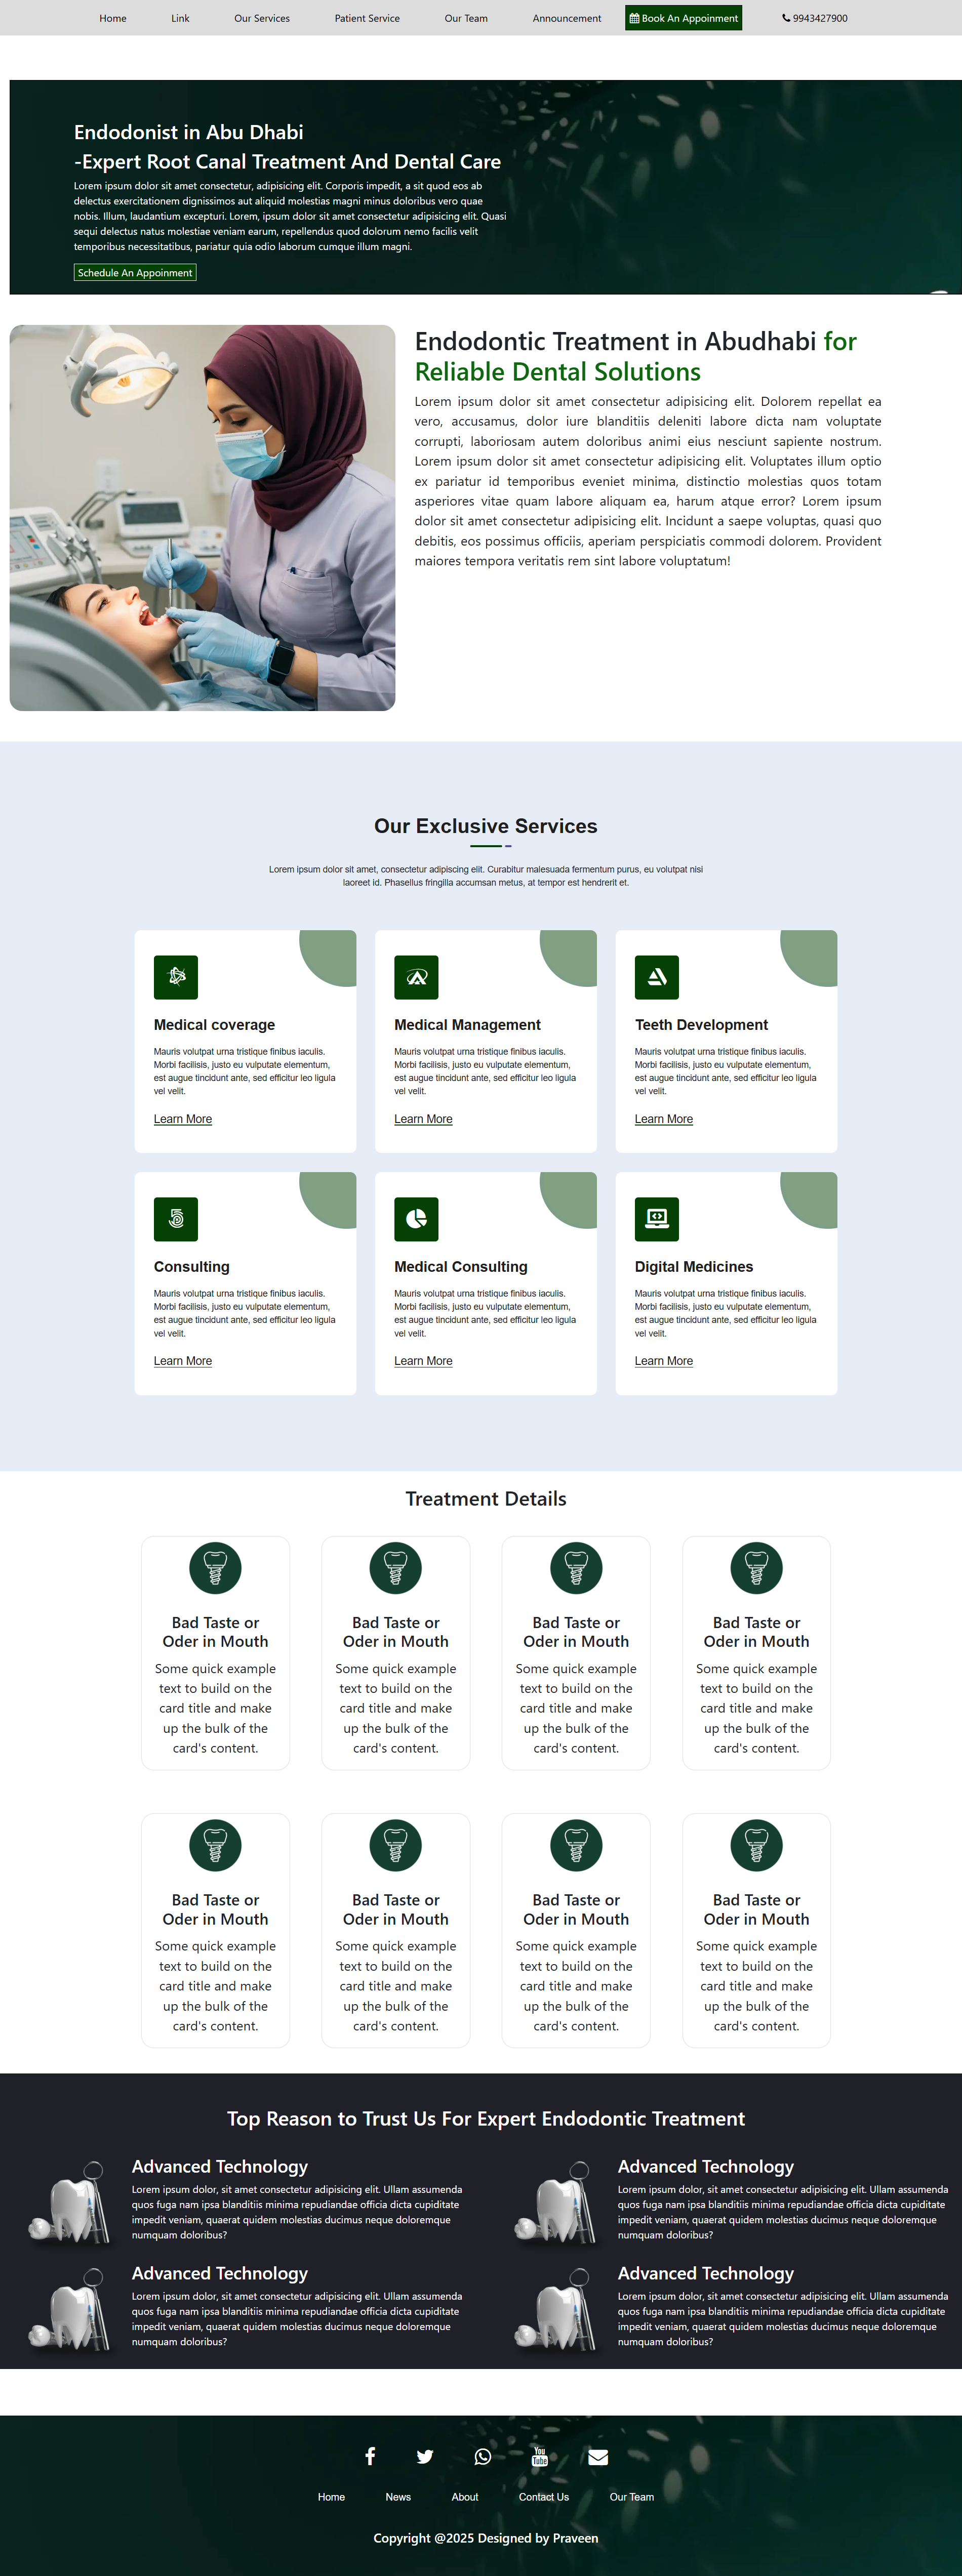 Home Link Our Services Patient Service Our Team Announcement Book An Appoinment 9943427900
Endodonist in Abu Dhabi
-Expert Root Canal Treatment And Dental Care
Lorem ipsum dolor sit amet consectetur, adipisicing elit. Corporis impedit, a sit quod eos ab
delectus exercitationem dignissimos aut aliquid molestias magni minus doloribus vero quae
nobis. Illum, laudantium excepturi. Lorem, ipsum dolor sit amet consectetur adipisicing elit. Quasi
sequi delectus natus molestiae veniam earum, repellendus quod dolorum nemo facilis velit
temporibus necessitatibus, pariatur quia odio laborum cumque illum magni.
Schedule An Appoinment
Endodontic Treatment in Abudhabi for
Reliable Dental Solutions
Lorem ipsum dolor sit amet consectetur adipisicing elit. Dolorem repellat ea
vero, accusamus, dolor iure blanditiis deleniti labore dicta nam voluptate
corrupti, laboriosam autem doloribus animi eius nesciunt sapiente nostrum.
Lorem ipsum dolor sit amet consectetur adipisicing elit. Voluptates illum optio
ex pariatur id temporibus eveniet minima, distinctio molestias quos totam
asperiores vitae quam labore aliquam ea, harum atque error? Lorem ipsum
dolor sit amet consectetur adipisicing elit. Incidunt a saepe voluptas, quasi quo
debitis, eos possimus officiis, aperiam perspiciatis commodi dolorem. Provident
maiores tempora veritatis rem sint labore voluptatum!
Our Exclusive Services
Lorem ipsum dolor sit amet, consectetur adipiscing elit. Curabitur malesuada fermentum purus, eu volutpat nisi
laoreet id. Phasellus fringilla accumsan metus, at tempor est hendrerit et.
Medical coverage
Mauris volutpat urna tristique finibus iaculis.
Morbi facilisis, justo eu vulputate elementum,
est augue tincidunt ante, sed efficitur leo ligula
vel velit.
Learn More
Medical Management
Mauris volutpat urna tristique finibus iaculis.
Morbi facilisis, justo eu vulputate elementum,
est augue tincidunt ante, sed efficitur leo ligula
vel velit.
Learn More
Teeth Development
Mauris volutpat urna tristique finibus iaculis.
Morbi facilisis, justo eu vulputate elementum,
est augue tincidunt ante, sed efficitur leo ligula
vel velit.
Learn More
Consulting
Mauris volutpat urna tristique finibus iaculis.
Morbi facilisis, justo eu vulputate elementum,
est augue tincidunt ante, sed efficitur leo ligula
vel velit.
Learn More
Medical Consulting
Mauris volutpat urna tristique finibus iaculis.
Morbi facilisis, justo eu vulputate elementum,
est augue tincidunt ante, sed efficitur leo ligula
vel velit.
Learn More
Digital Medicines
Mauris volutpat urna tristique finibus iaculis.
Morbi facilisis, justo eu vulputate elementum,
est augue tincidunt ante, sed efficitur leo ligula
vel velit.
Learn More
Treatment Details
Bad Taste or
Oder in Mouth
Some quick example
text to build on the
card title and make
up the bulk of the
card's content.
Bad Taste or
Oder in Mouth
Some quick example
text to build on the
card title and make
up the bulk of the
card's content.
Bad Taste or
Oder in Mouth
Some quick example
text to build on the
card title and make
up the bulk of the
card's content.
Bad Taste or
Oder in Mouth
Some quick example
text to build on the
card title and make
up the bulk of the
card's content.
Bad Taste or
Oder in Mouth
Some quick example
text to build on the
card title and make
up the bulk of the
card's content.
Bad Taste or
Oder in Mouth
Some quick example
text to build on the
card title and make
up the bulk of the
card's content.
Bad Taste or
Oder in Mouth
Some quick example
text to build on the
card title and make
up the bulk of the
card's content.
Bad Taste or
Oder in Mouth
Some quick example
text to build on the
card title and make
up the bulk of the
card's content.
Top Reason to Trust Us For Expert Endodontic Treatment
Advanced Technology
Lorem ipsum dolor, sit amet consectetur adipisicing elit. Ullam assumenda
quos fuga nam ipsa blanditiis minima repudiandae officia dicta cupiditate
impedit veniam, quaerat quidem molestias ducimus neque doloremque
numquam doloribus?
Advanced Technology
Lorem ipsum dolor, sit amet consectetur adipisicing elit. Ullam assumenda
quos fuga nam ipsa blanditiis minima repudiandae officia dicta cupiditate
impedit veniam, quaerat quidem molestias ducimus neque doloremque
numquam doloribus?
Advanced Technology
Lorem ipsum dolor, sit amet consectetur adipisicing elit. Ullam assumenda
quos fuga nam ipsa blanditiis minima repudiandae officia dicta cupiditate
impedit veniam, quaerat quidem molestias ducimus neque doloremque
numquam doloribus?
Advanced Technology
Lorem ipsum dolor, sit amet consectetur adipisicing elit. Ullam assumenda
quos fuga nam ipsa blanditiis minima repudiandae officia dicta cupiditate
impedit veniam, quaerat quidem molestias ducimus neque doloremque
numquam doloribus?
You
Tube
Home News About Contact Us Our Team
Copyright @2025 Designed by Praveen